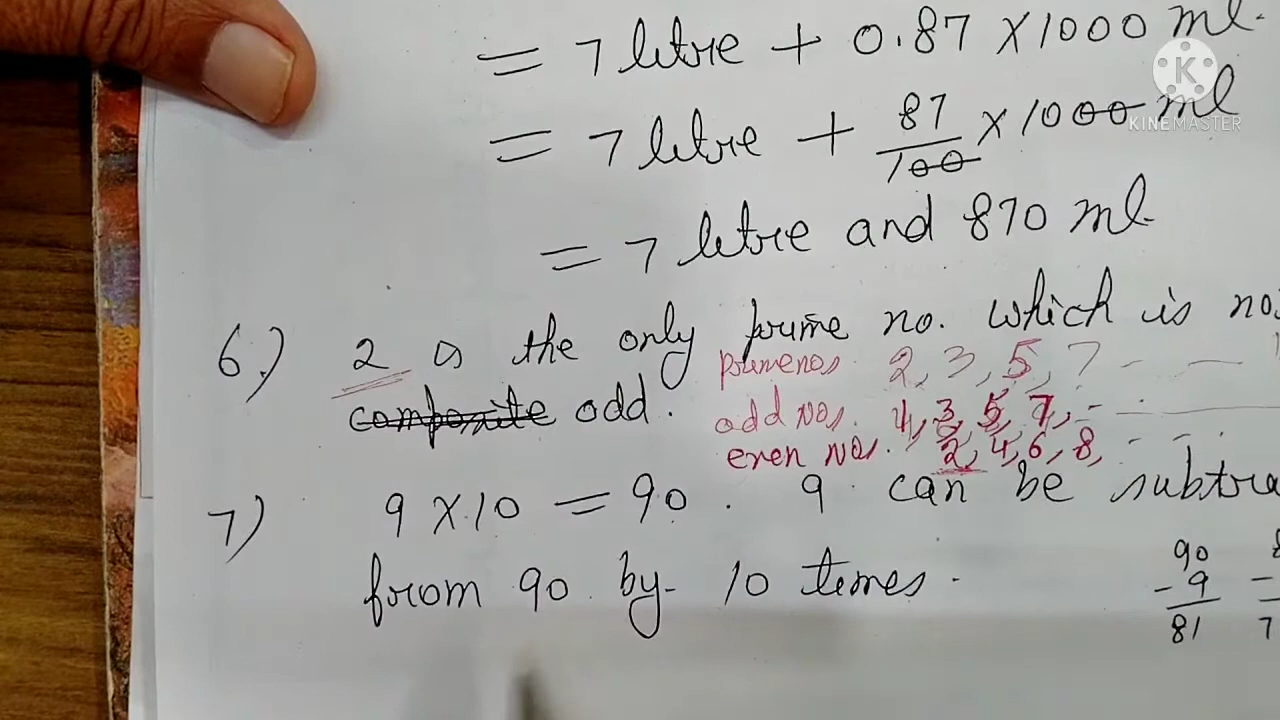 = 7 litre + 0.87 × 1000 ml.
= 7 litre + 87/100 × 1000 ml
= 7 litre and 870 ml.
6.) 2 is the only prime no. which is no
composite odd.
prime nos. 2, 3, 5, 7 - - -
odd nos. 1, 3, 5, 7, - -
even nos. 2, 4, 6, 8, - - -
7) 9 × 10 = 90. 9 can be subtra
from 90 by 10 times.
90
- 9
81
K
KINEMASTER